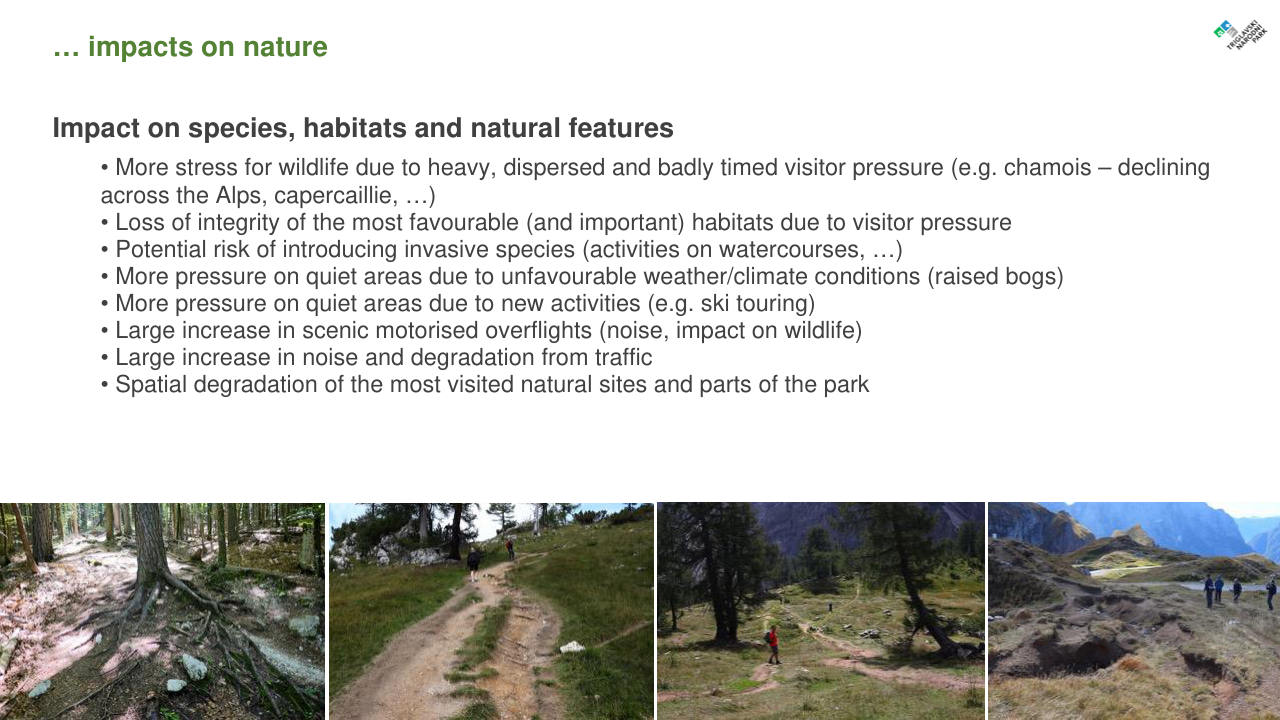 … impacts on nature
TRIGLAVSKI
NARODNI
PARK
Impact on species, habitats and natural features
• More stress for wildlife due to heavy, dispersed and badly timed visitor pressure (e.g. chamois – declining
across the Alps, capercaillie, …)
• Loss of integrity of the most favourable (and important) habitats due to visitor pressure
• Potential risk of introducing invasive species (activities on watercourses, …)
• More pressure on quiet areas due to unfavourable weather/climate conditions (raised bogs)
• More pressure on quiet areas due to new activities (e.g. ski touring)
• Large increase in scenic motorised overflights (noise, impact on wildlife)
• Large increase in noise and degradation from traffic
• Spatial degradation of the most visited natural sites and parts of the park